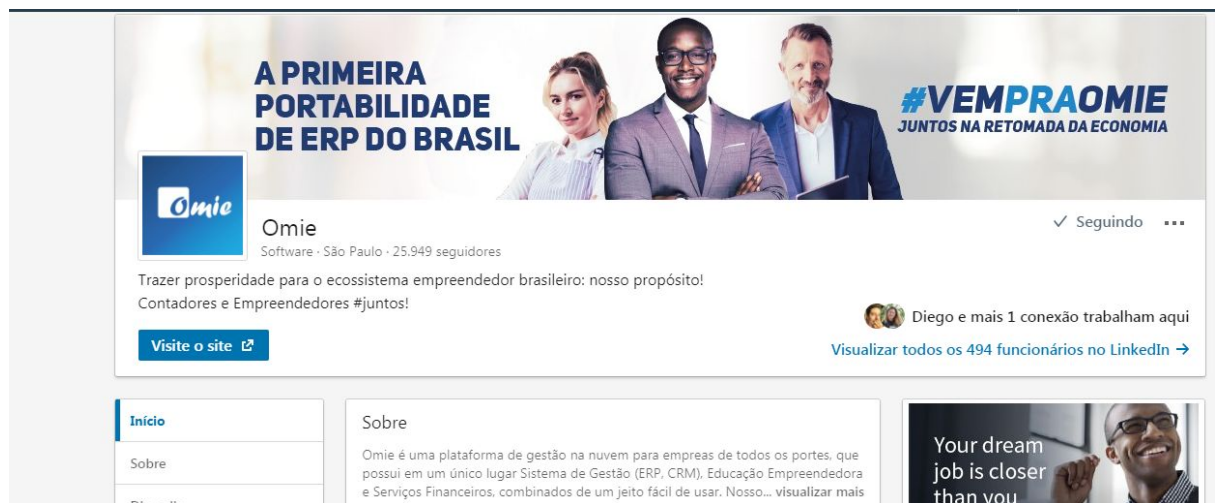 A PRIMEIRA
PORTABILIDADE
DE ERP DO BRASIL
#VEMPRAOMIE
JUNTOS NA RETOMADA DA ECONOMIA
Omie
Omie
Software · São Paulo · 25.949 seguidores
✓ Seguindo ...
Trazer prosperidade para o ecossistema empreendedor brasileiro: nosso propósito!
Contadores e Empreendedores #juntos!
Diego e mais 1 conexão trabalham aqui
Visite o site
Visualizar todos os 494 funcionários no LinkedIn →
Início
Sobre
Sobre
Omie é uma plataforma de gestão na nuvem para empreas de todos os portes, que
possui em um único lugar Sistema de Gestão (ERP, CRM), Educação Empreendedora
e Serviços Financeiros, combinados de um jeito fácil de usar. Nosso... visualizar mais
Your dream
job is closer
than you